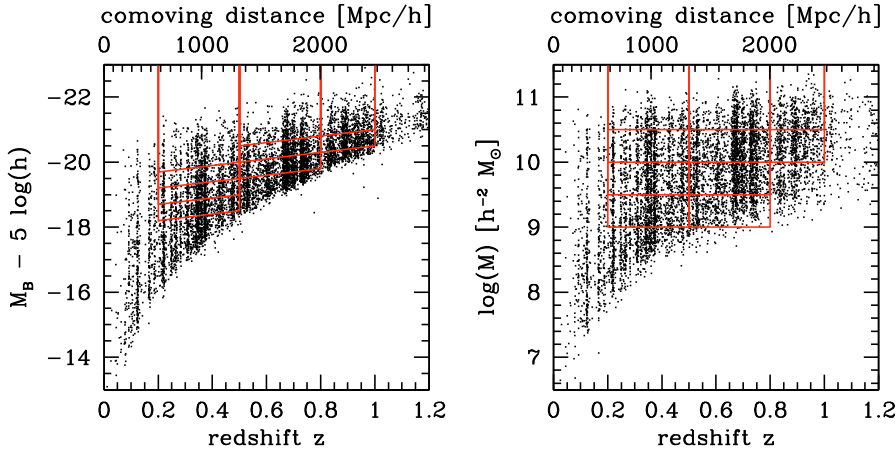 comoving distance [Mpc/h]
0 1000 2000
−22
−20
−18
−16
−14
M_B − 5 log(h)
0 0.2 0.4 0.6 0.8 1 1.2
redshift z
comoving distance [Mpc/h]
0 1000 2000
11
10
9
8
7
log(M) [h⁻² M_⊙]
0 0.2 0.4 0.6 0.8 1 1.2
redshift z